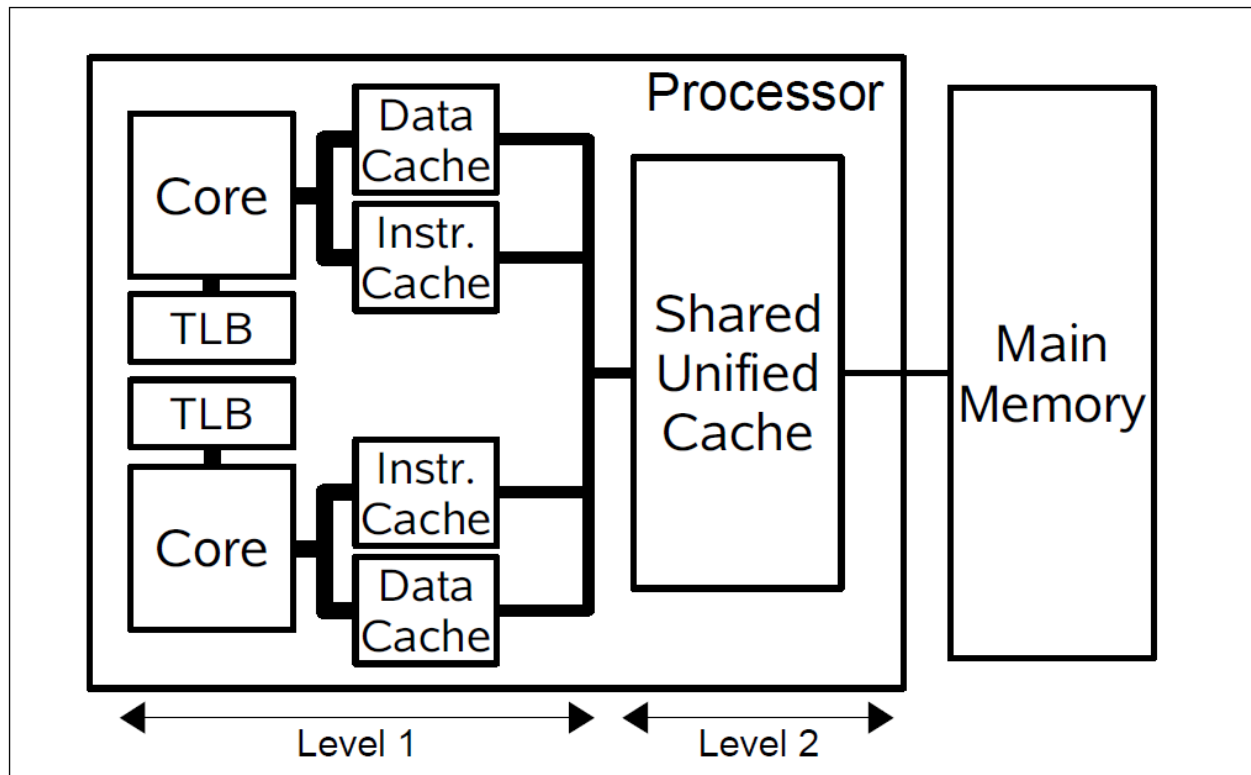 Processor
Core
Data
Cache
Instr.
Cache
TLB
TLB
Core
Instr.
Cache
Data
Cache
Shared
Unified
Cache
Main
Memory
Level 1
Level 2